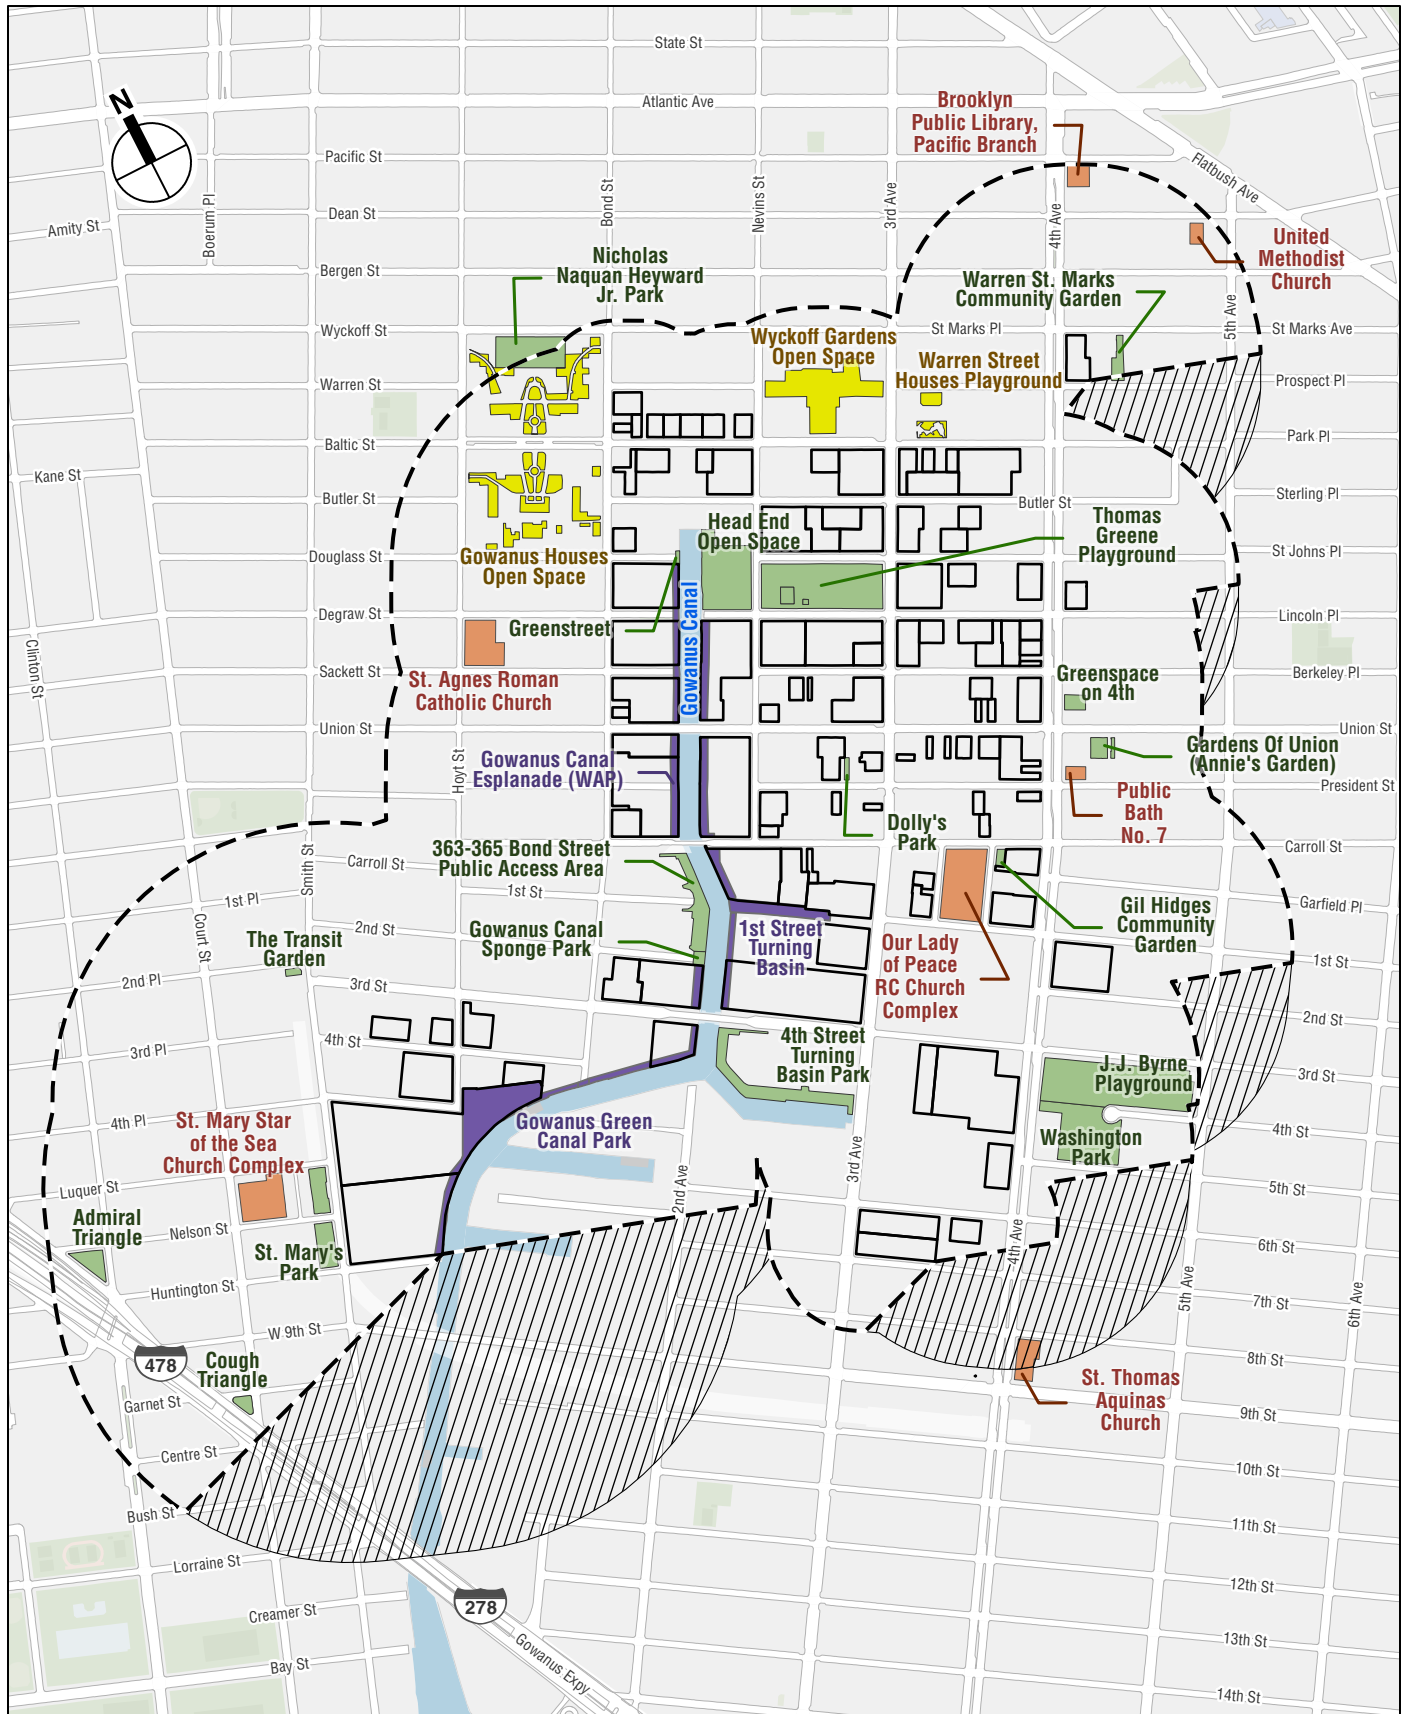 State St
Atlantic Ave
Brooklyn
Public Library,
Pacific Branch
N
Pacific St
Flatbush Ave
Bond St
Nevins St
3rd Ave
4th Ave
Boerum Pl
Dean St
Amity St
United
Methodist
Church
Nicholas
Naquan Heyward
Jr. Park
Bergen St
Warren St. Marks
Community Garden
5th Ave
Wyckoff St
St Marks Pl
St Marks Ave
Wyckoff Gardens
Open Space
Warren Street
Houses Playground
Warren St
Prospect Pl
Baltic St
Park Pl
Kane St
Butler St
Butler St
Sterling Pl
Head End
Open Space
Thomas
Greene
Playground
Douglass St
Gowanus Houses
Open Space
St Johns Pl
Degraw St
Greenstreet
Gowanus Canal
Lincoln Pl
Clinton St
Sackett St
St. Agnes Roman
Catholic Church
Greenspace
on 4th
Berkeley Pl
Union St
Union St
Hoyt St
Gowanus Canal
Esplanade (WAP)
Gardens Of Union
(Annie's Garden)
President St
Public
Bath
No. 7
Dolly's
Park
363-365 Bond Street
Public Access Area
Carroll St
Carroll St
Smith St
1st St
1st Pl
Garfield Pl
Court St
2nd St
The Transit
Garden
Gowanus Canal
Sponge Park
1st Street
Turning
Basin
Our Lady
of Peace
RC Church
Complex
Gil Hidges
Community
Garden
1st St
2nd Pl
3rd St
2nd St
4th St
3rd Pl
4th Street
Turning
Basin Park
J.J. Byrne
Playground
3rd St
4th Pl
St. Mary Star
of the Sea
Church Complex
Gowanus Green
Canal Park
Washington
Park
4th St
3rd Ave
2nd Ave
Luquer St
5th St
Admiral
Triangle
Nelson St
St. Mary's
Park
4th Ave
6th St
Huntington St
5th Ave
6th Ave
7th St
W 9th St
478
Cough
Triangle
8th St
St. Thomas
Aquinas
Church
Garnet St
9th St
Centre St
10th St
Bush St
11th St
Lorraine St
12th St
278
Creamer St
Gowanus Expy
13th St
Bay St
14th St